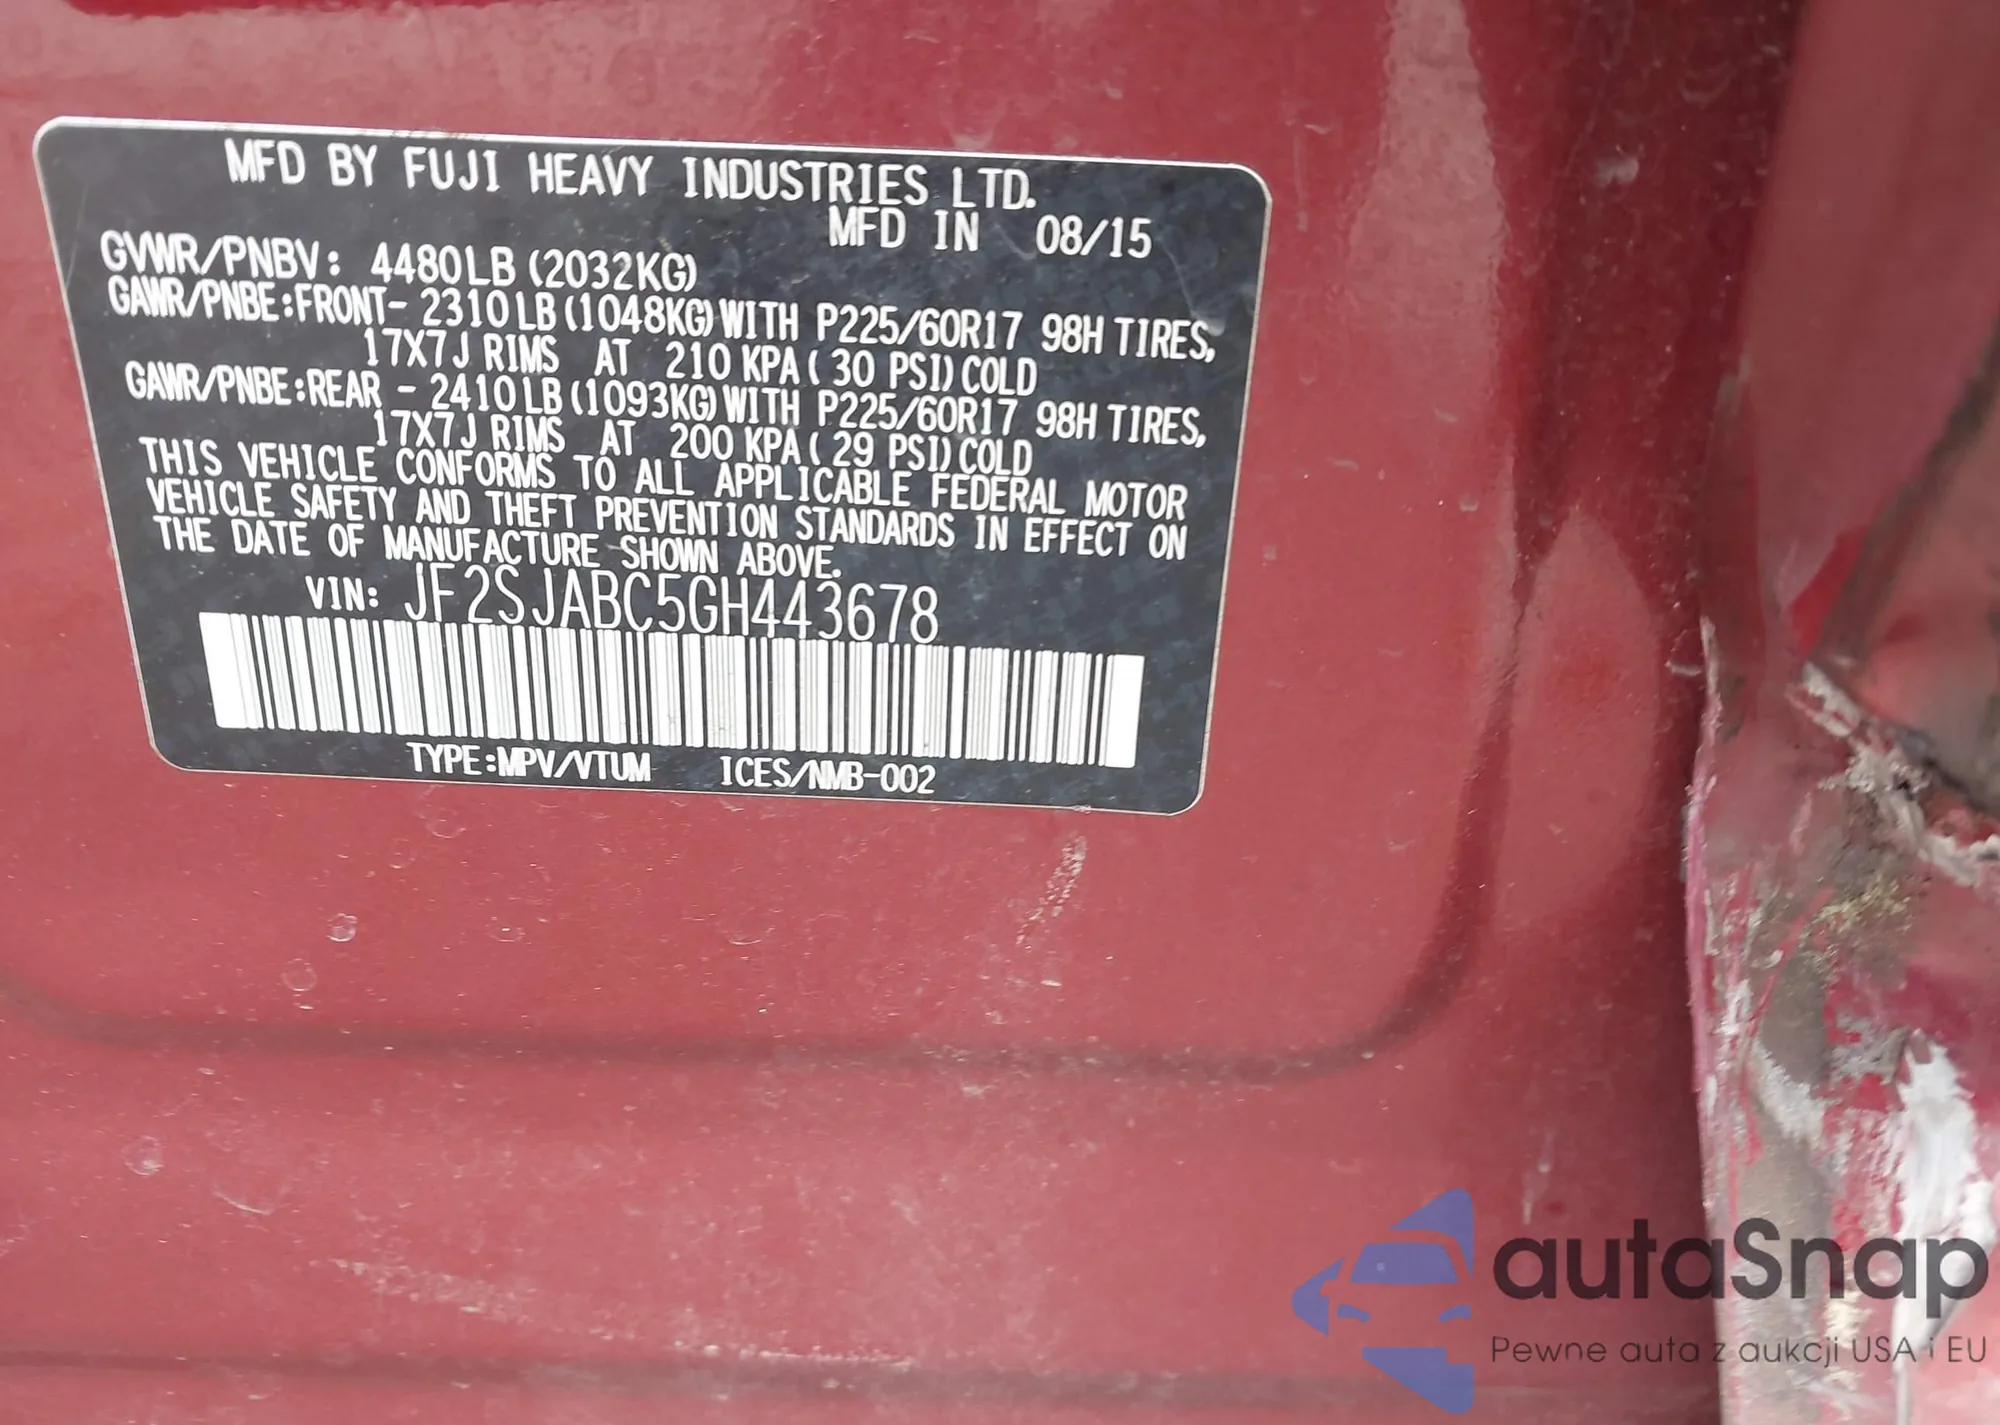 MFD BY FUJI HEAVY INDUSTRIES LTD.
MFD IN 08/15
GVWR/PNBV: 4480LB (2032KG)
GAWR/PNBE:FRONT- 2310LB (1048KG)WITH P225/60R17 98H TIRES,
17X7J RIMS AT 210 KPA( 30 PSI)COLD
GAWR/PNBE:REAR - 2410LB (1093KG)WITH P225/60R17 98H TIRES,
17X7J RIMS AT 200 KPA( 29 PSI)COLD
THIS VEHICLE CONFORMS TO ALL APPLICABLE FEDERAL MOTOR
VEHICLE SAFETY AND THEFT PREVENTION STANDARDS IN EFFECT ON
THE DATE OF MANUFACTURE SHOWN ABOVE.
VIN: JF2SJABC5GH443678
TYPE:MPV/VTUM ICES/NMB-002
autaSnap
Pewne auta z aukcji USA i EU